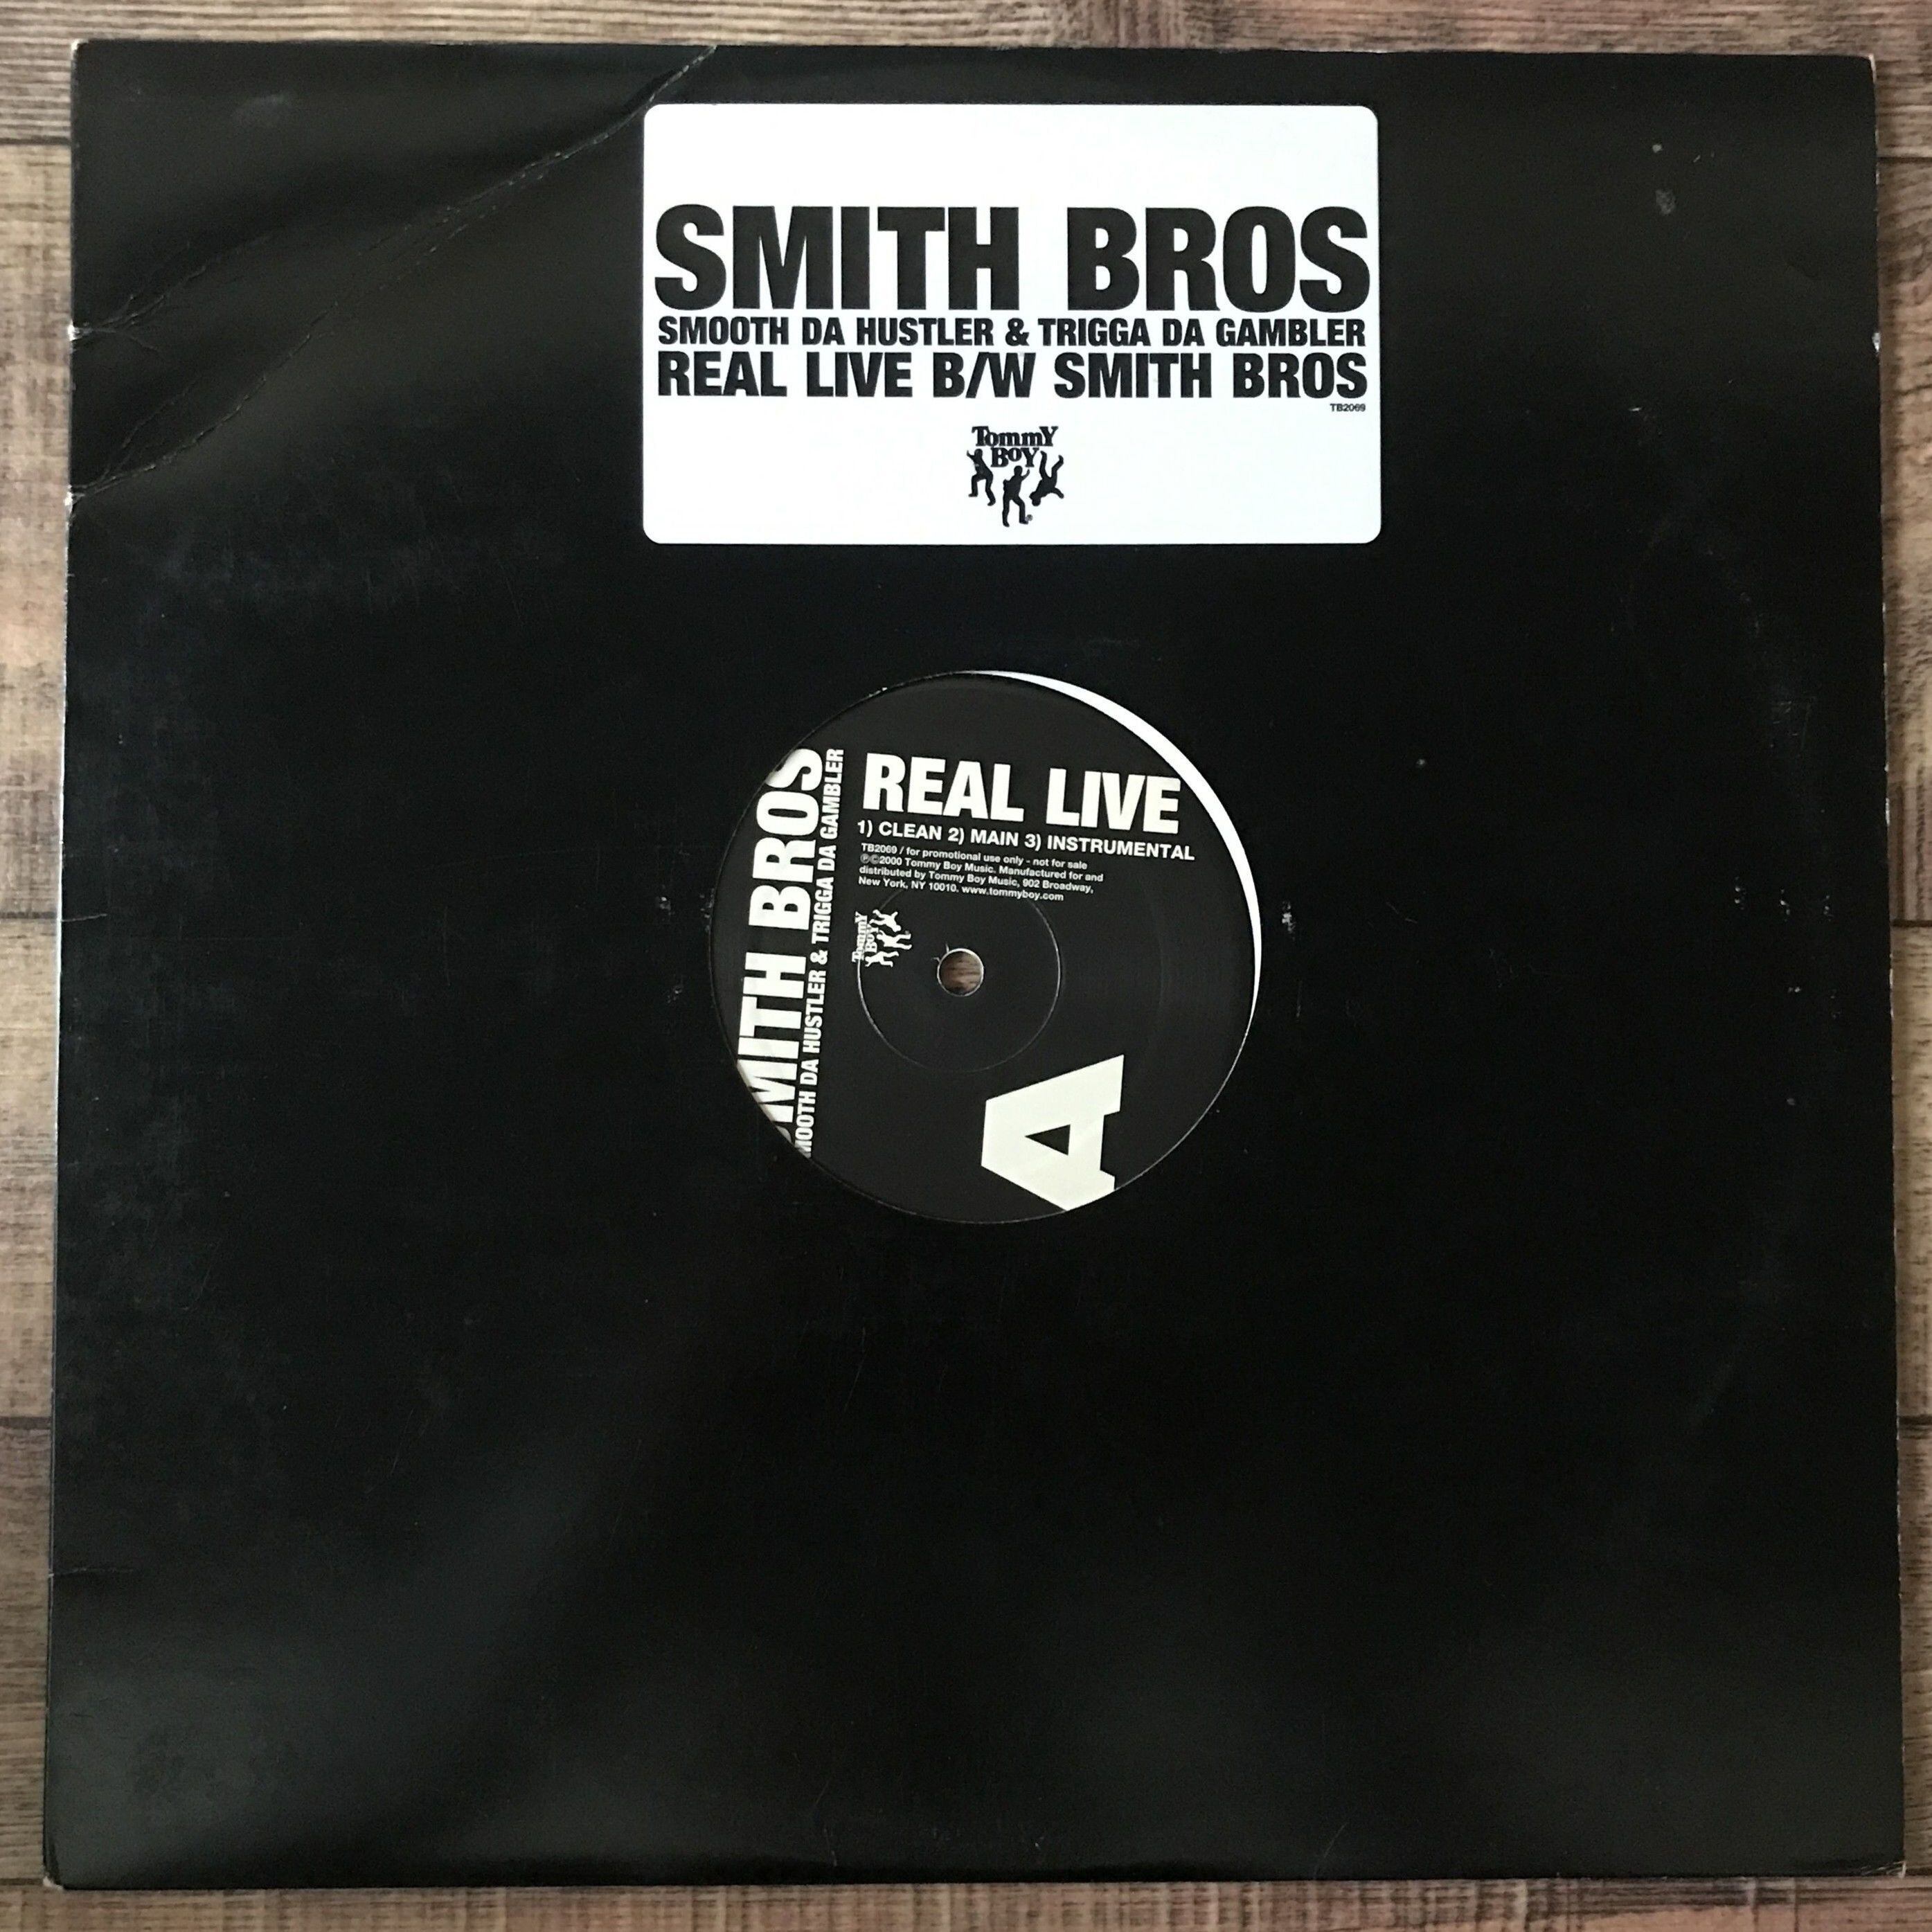 SMITH BROS
SMOOTH DA HUSTLER & TRIGGA DA GAMBLER
REAL LIVE B/W SMITH BROS
TB2069
TommY
BoY
REAL LIVE
1) CLEAN 2) MAIN 3) INSTRUMENTAL
TB2069 / for promotional use only - not for sale
℗©2000 Tommy Boy Music. Manufactured for and
distributed by Tommy Boy Music, 902 Broadway,
New York, NY 10010. www.tommyboy.com
SMITH BROS
MOOTH DA HUSTLER & TRIGGA DA GAMBLER
TommY
BoY
A